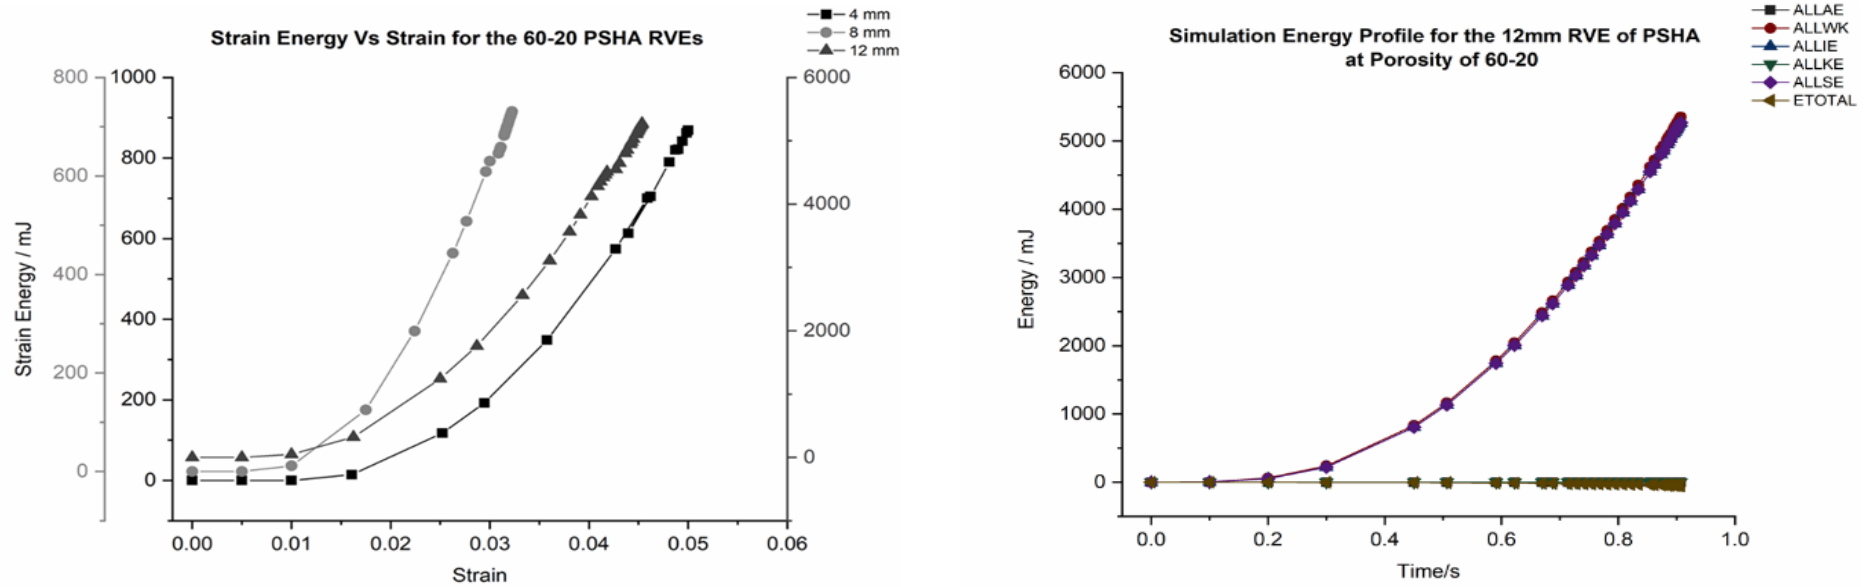 Strain Energy Vs Strain for the 60-20 PSHA RVEs
4 mm
8 mm
12 mm
800
600
400
200
0
1000
800
600
400
200
0
6000
4000
2000
0
Strain Energy / mJ
0.00 0.01 0.02 0.03 0.04 0.05 0.06
Strain
Simulation Energy Profile for the 12mm RVE of PSHA
at Porosity of 60-20
ALLAE
ALLWK
ALLIE
ALLKE
ALLSE
ETOTAL
6000
5000
4000
3000
2000
1000
0
Energy / mJ
0.0 0.2 0.4 0.6 0.8 1.0
Time/s